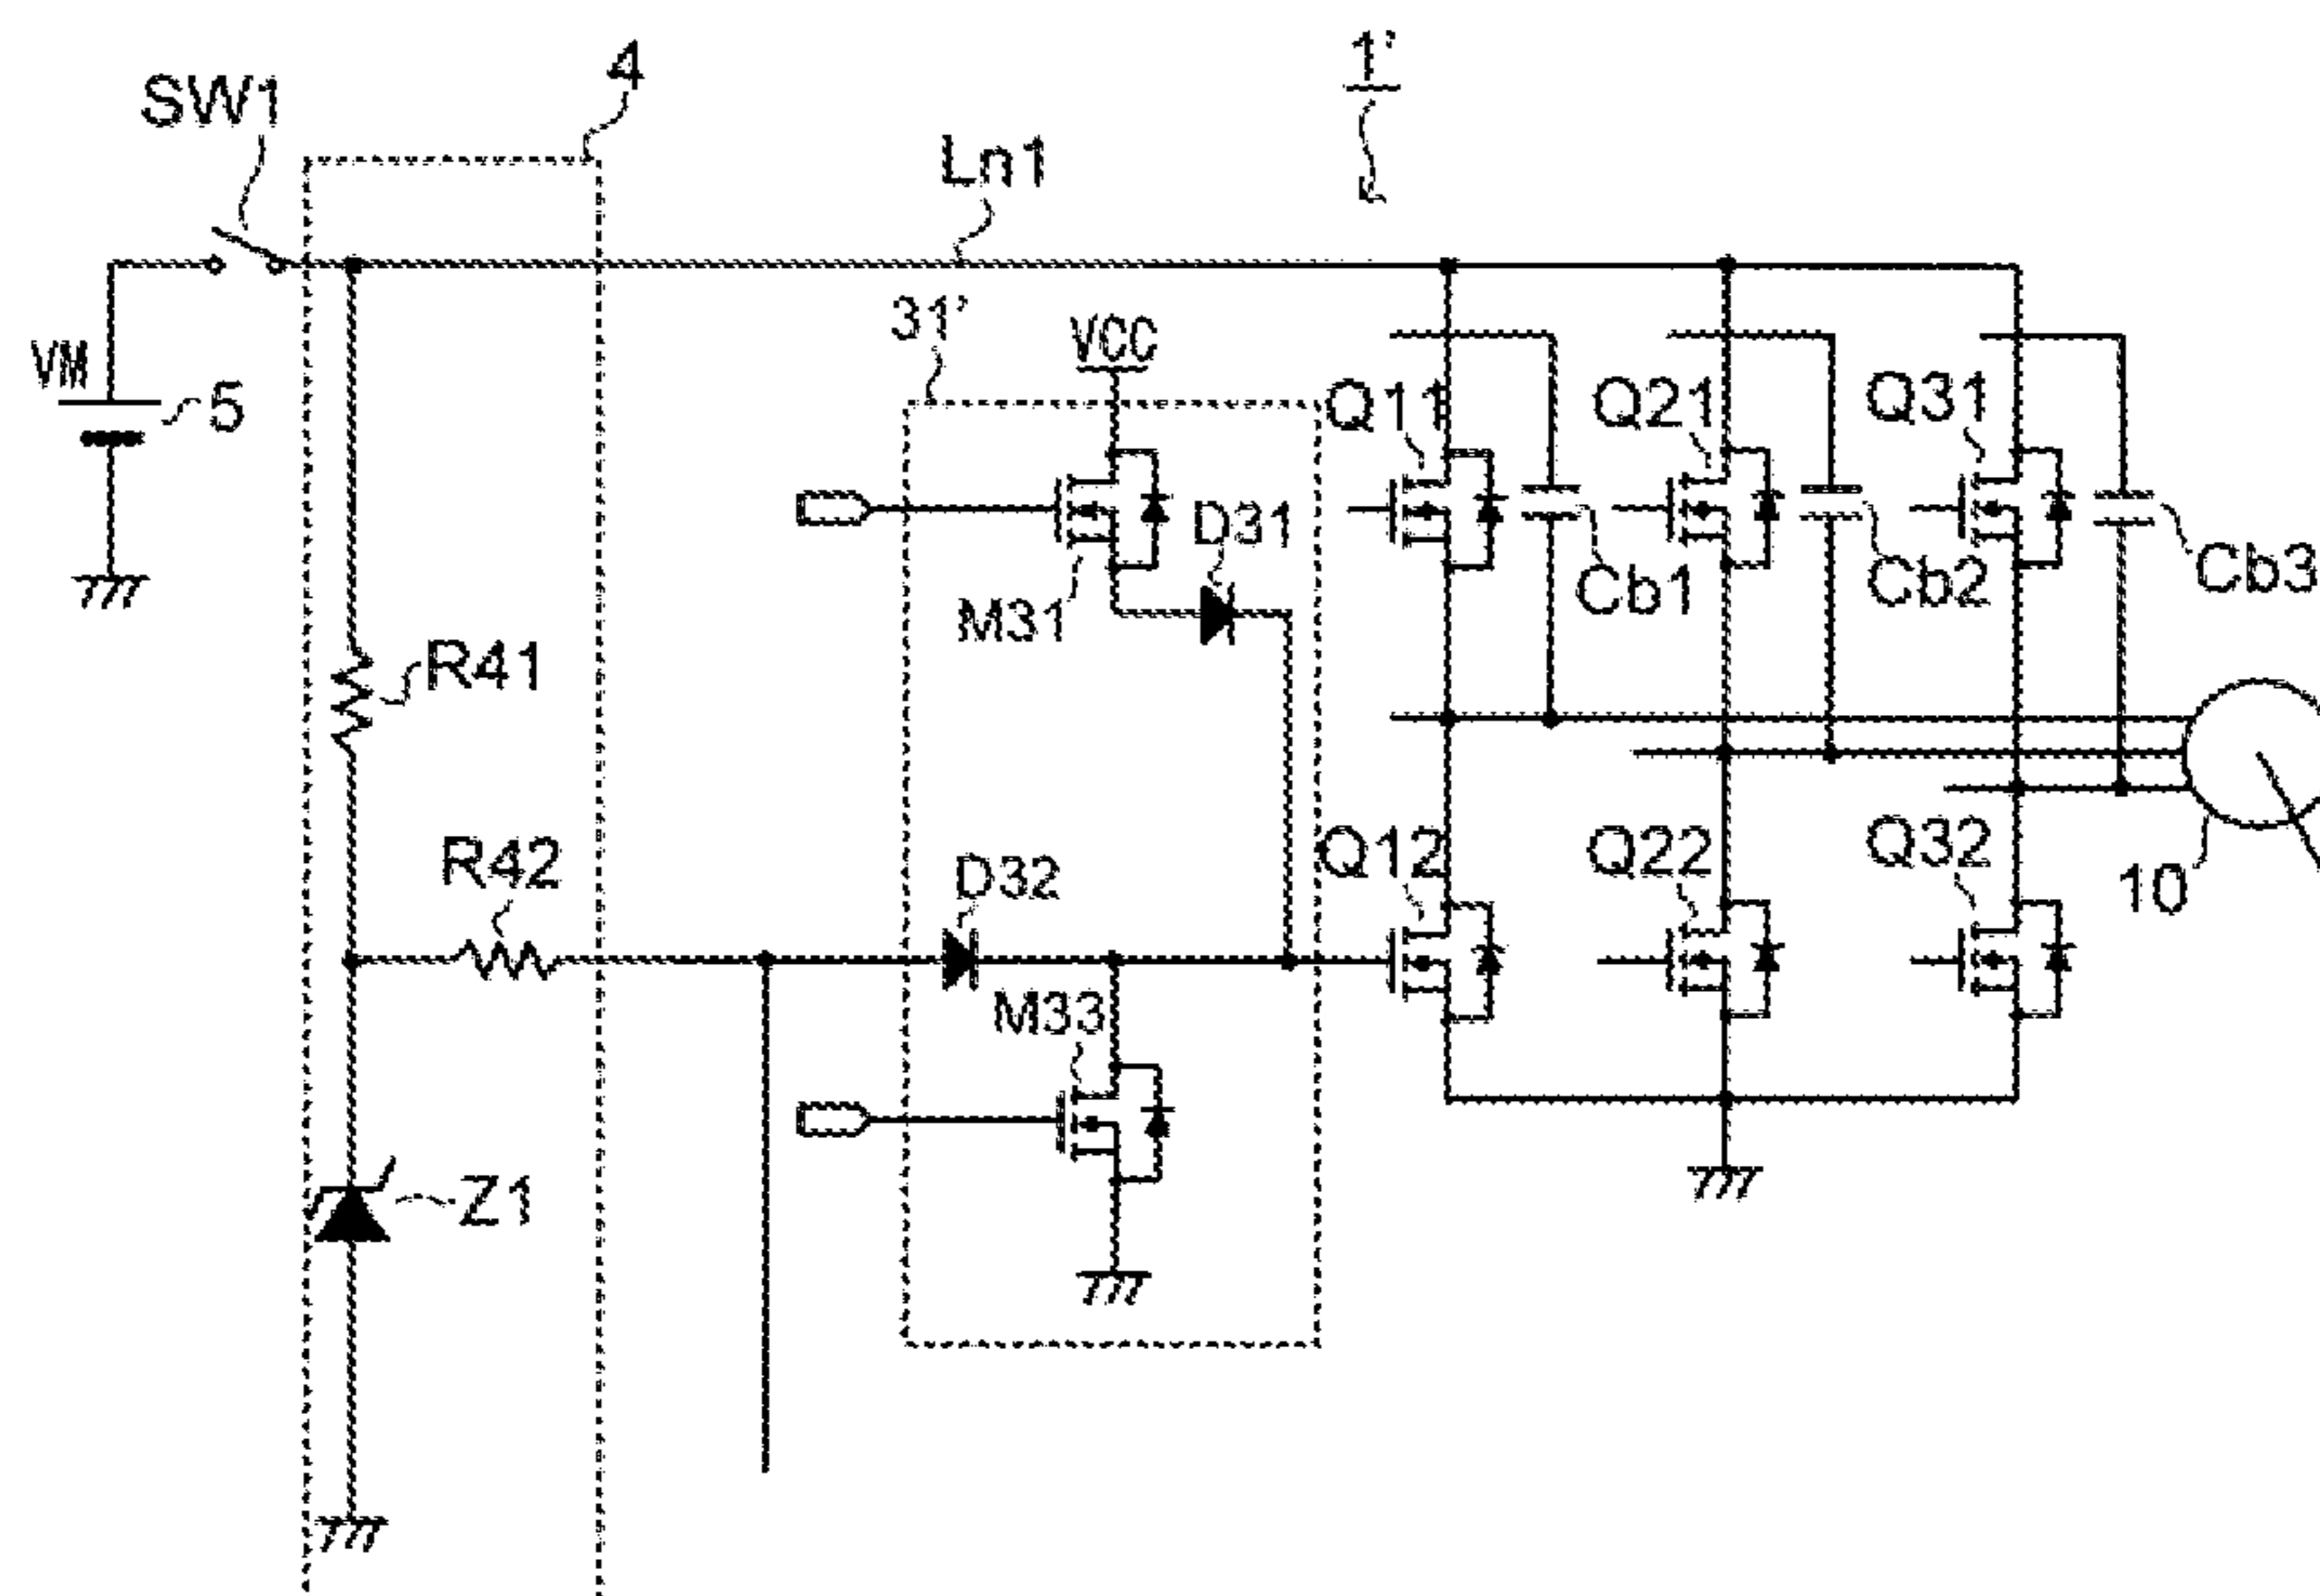 1'
4
SW1
Ln1
31'
VCC
VM
5
Q11
Q21
Q31
D31
Cb1
Cb2
Cb3
M31
R41
R42
D32
Q12
Q22
Q32
10
M33
Z1